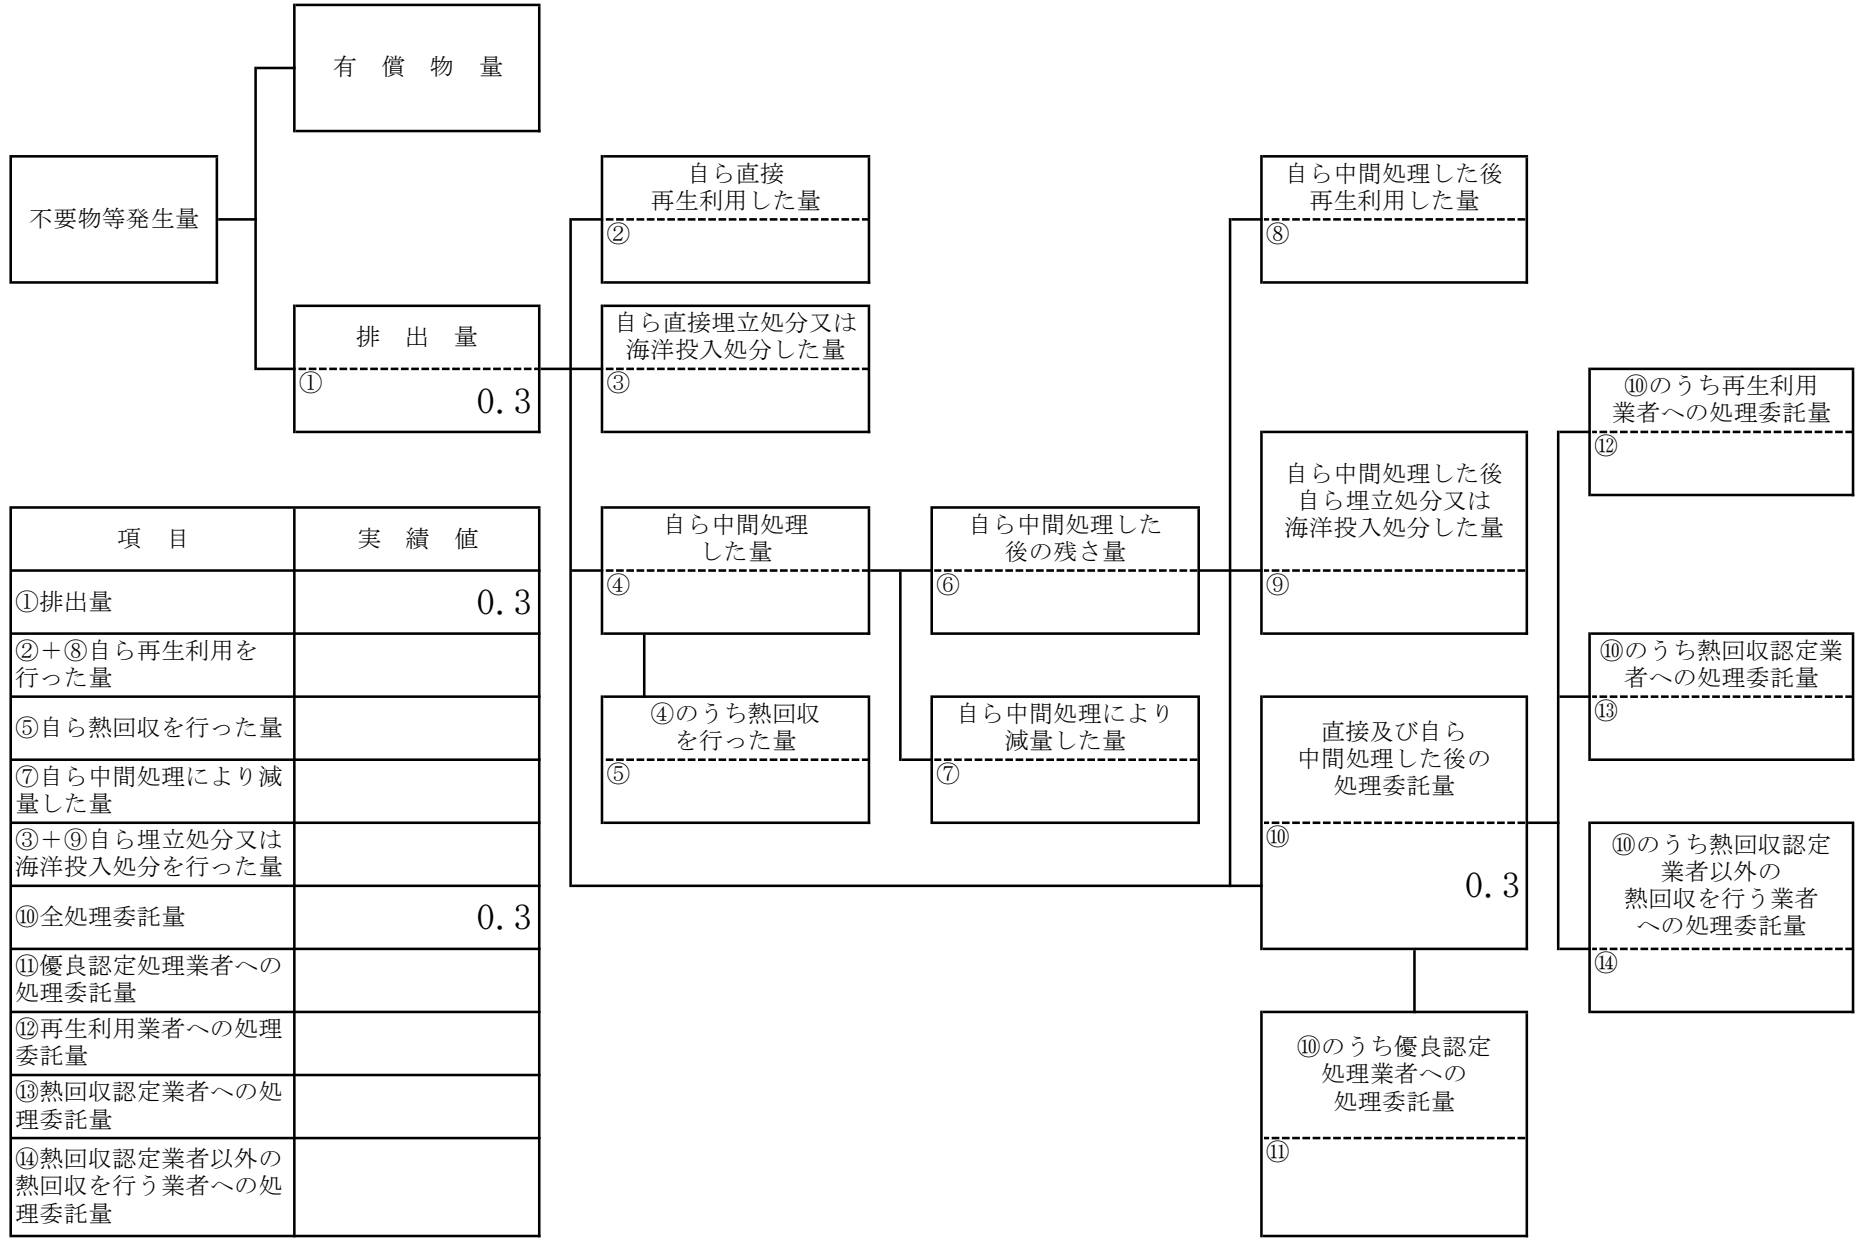 有　償　物　量
不要物等発生量
自ら直接
再生利用した量
②
自ら中間処理した後
再生利用した量
⑧
排　出　量
①
0.3
自ら直接埋立処分又は
海洋投入処分した量
③
⑩のうち再生利用
業者への処理委託量
⑫
自ら中間処理した後
自ら埋立処分又は
海洋投入処分した量
⑨
自ら中間処理
した量
④
自ら中間処理した
後の残さ量
⑥
⑩のうち熱回収認定業
者への処理委託量
⑬
④のうち熱回収
を行った量
⑤
自ら中間処理により
減量した量
⑦
直接及び自ら
中間処理した後の
処理委託量
⑩
0.3
⑩のうち熱回収認定
業者以外の
熱回収を行う業者
への処理委託量
⑭
⑩のうち優良認定
処理業者への
処理委託量
⑪
項　目　実　績　値
①排出量　0.3
②＋⑧自ら再生利用を
行った量
⑤自ら熱回収を行った量
⑦自ら中間処理により減
量した量
③＋⑨自ら埋立処分又は
海洋投入処分を行った量
⑩全処理委託量　0.3
⑪優良認定処理業者への
処理委託量
⑫再生利用業者への処理
委託量
⑬熱回収認定業者への処
理委託量
⑭熱回収認定業者以外の
熱回収を行う業者への処
理委託量